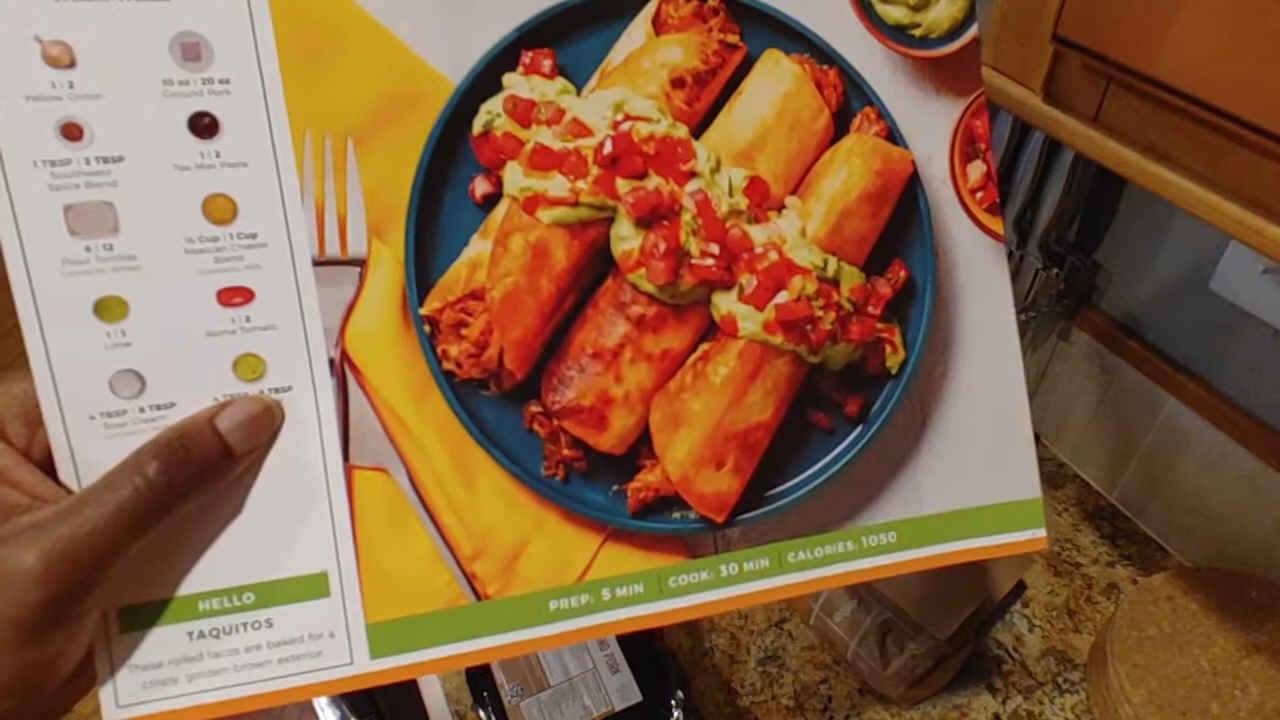 1 | 2
Yellow Onion
10 oz | 20 oz
Ground Pork
1 TBSP | 2 TBSP
Southwest
Spice Blend
1 | 2
Tex-Mex Paste
6 | 12
Flour Tortillas
½ Cup | 1 Cup
Mexican Cheese
Blend
1 | 1
Lime
1 | 2
Roma Tomato
4 TBSP | 8 TBSP
Sour Cream
TBSP
HELLO
TAQUITOS
These rolled tacos are baked for a
crispy, golden-brown exterior.
PREP: 5 MIN | COOK: 30 MIN | CALORIES: 1050
PORK